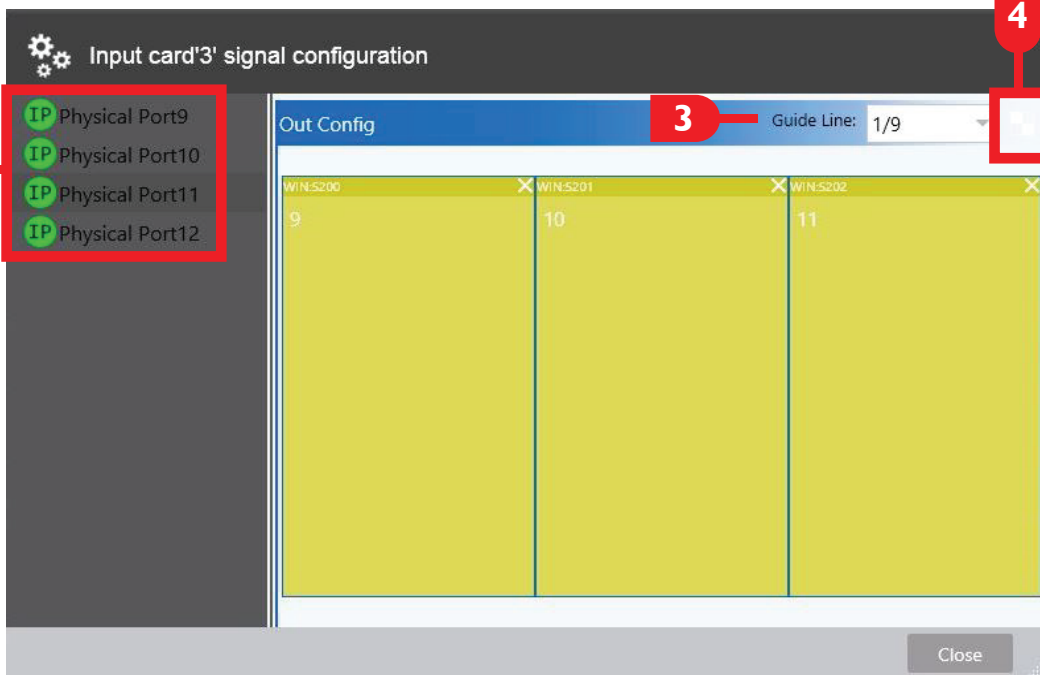 4
Input card'3' signal configuration
IP Physical Port9
IP Physical Port10
IP Physical Port11
IP Physical Port12
Out Config
3
Guide Line: 1/9
WIN:S200
9
WIN:S201
10
WIN:S202
11
Close